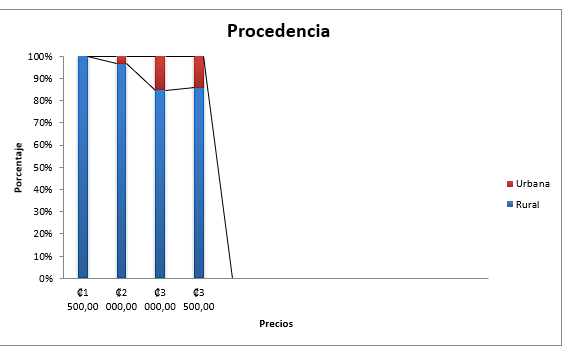 Procedencia
100%
90%
80%
70%
60%
50%
40%
30%
20%
10%
0%
Porcentaje
₡1 ₡2 ₡3 ₡3
500,00 000,00 000,00 500,00
Precios
Urbana
Rural